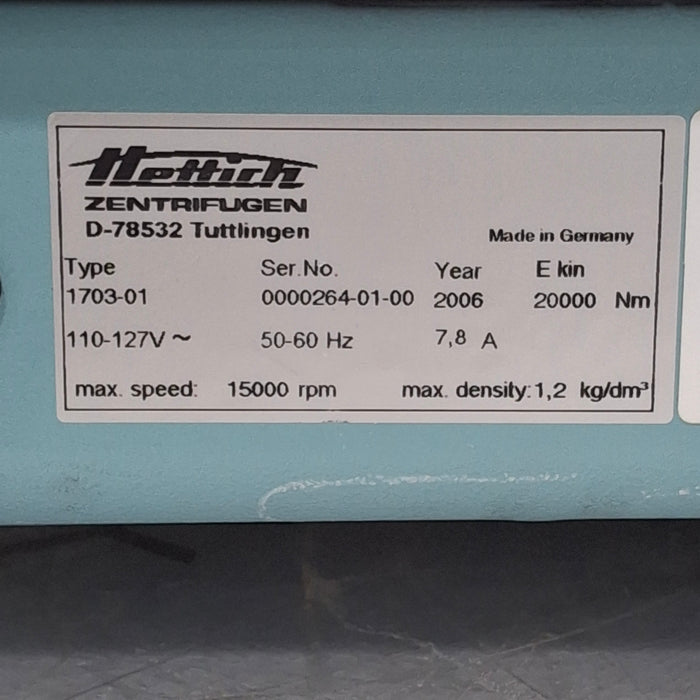 Hettich
ZENTRIFUGEN
D-78532 Tuttlingen
Made in Germany
Type Ser.No. Year E kin
1703-01 0000264-01-00 2006 20000 Nm
110-127V ~ 50-60 Hz 7,8 A
max. speed: 15000 rpm max. density: 1,2 kg/dm³